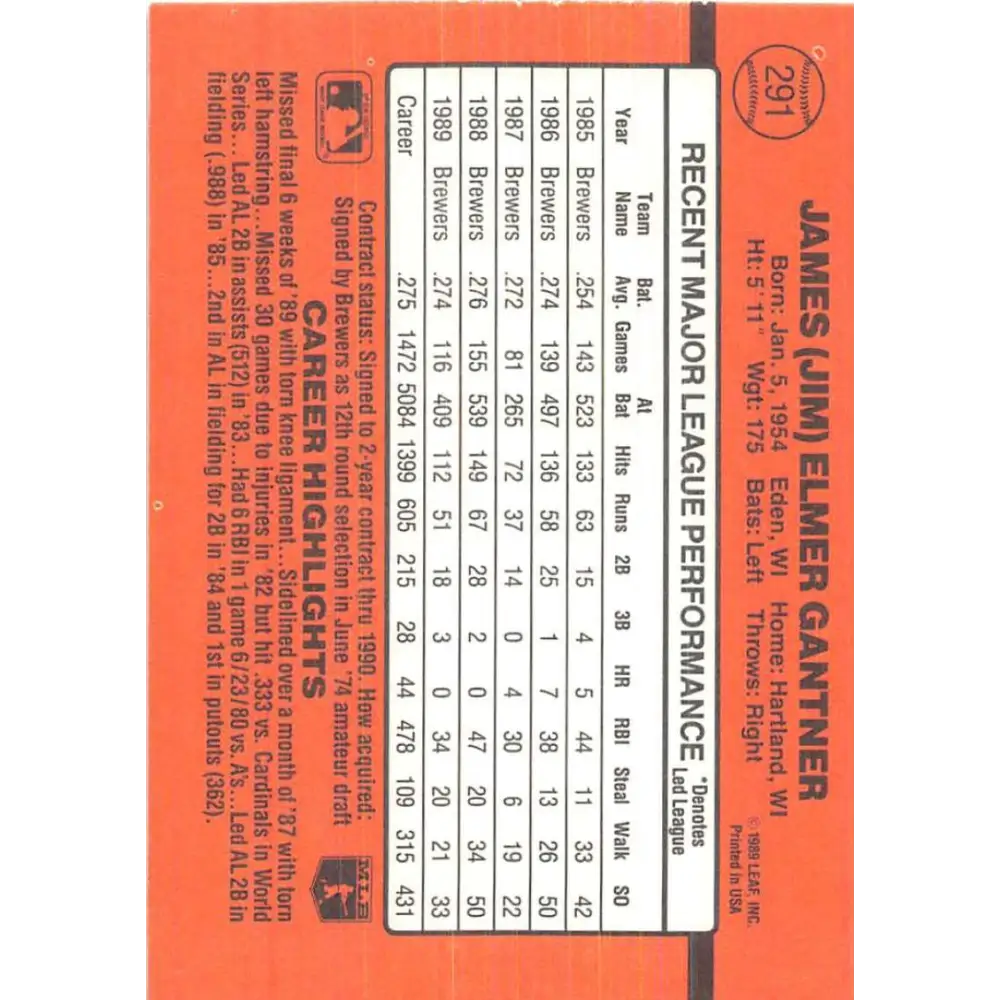 291
JAMES (JIM) ELMER GANTNER
Born: Jan. 5, 1954 Eden, WI Home: Hartland, WI
Ht: 5'11" Wgt: 175 Bats: Left Throws: Right
© 1989 LEAF, INC.
Printed in USA
RECENT MAJOR LEAGUE PERFORMANCE *Denotes Led League
Year Team Name Bat. Avg. Games At Bat Hits Runs 2B 3B HR RBI Steal Walk SO
1985 Brewers .254 143 523 133 63 15 4 5 44 11 33 42
1986 Brewers .274 139 497 136 58 25 1 7 38 13 26 50
1987 Brewers .272 81 265 72 37 14 0 4 30 6 19 22
1988 Brewers .276 155 539 149 67 28 2 0 47 20 34 50
1989 Brewers .274 116 409 112 51 18 3 0 34 20 21 33
Career .275 1472 5084 1399 605 215 28 44 478 109 315 431
Contract status: Signed to 2-year contract thru 1990. How acquired:
Signed by Brewers as 12th round selection in June '74 amateur draft
MLB
CAREER HIGHLIGHTS
Missed final 6 weeks of '89 with torn knee ligament...Sidelined over a month of '87 with torn
left hamstring...Missed 30 games due to injuries in '82 but hit .333 vs. Cardinals in World
Series... Led AL 2B in assists (512) in '83...Had 6 RBI in 1 game 6/23/80 vs. A's...Led AL 2B in
fielding (.988) in '85...2nd in AL in fielding for 2B in '84 and 1st in putouts (362).